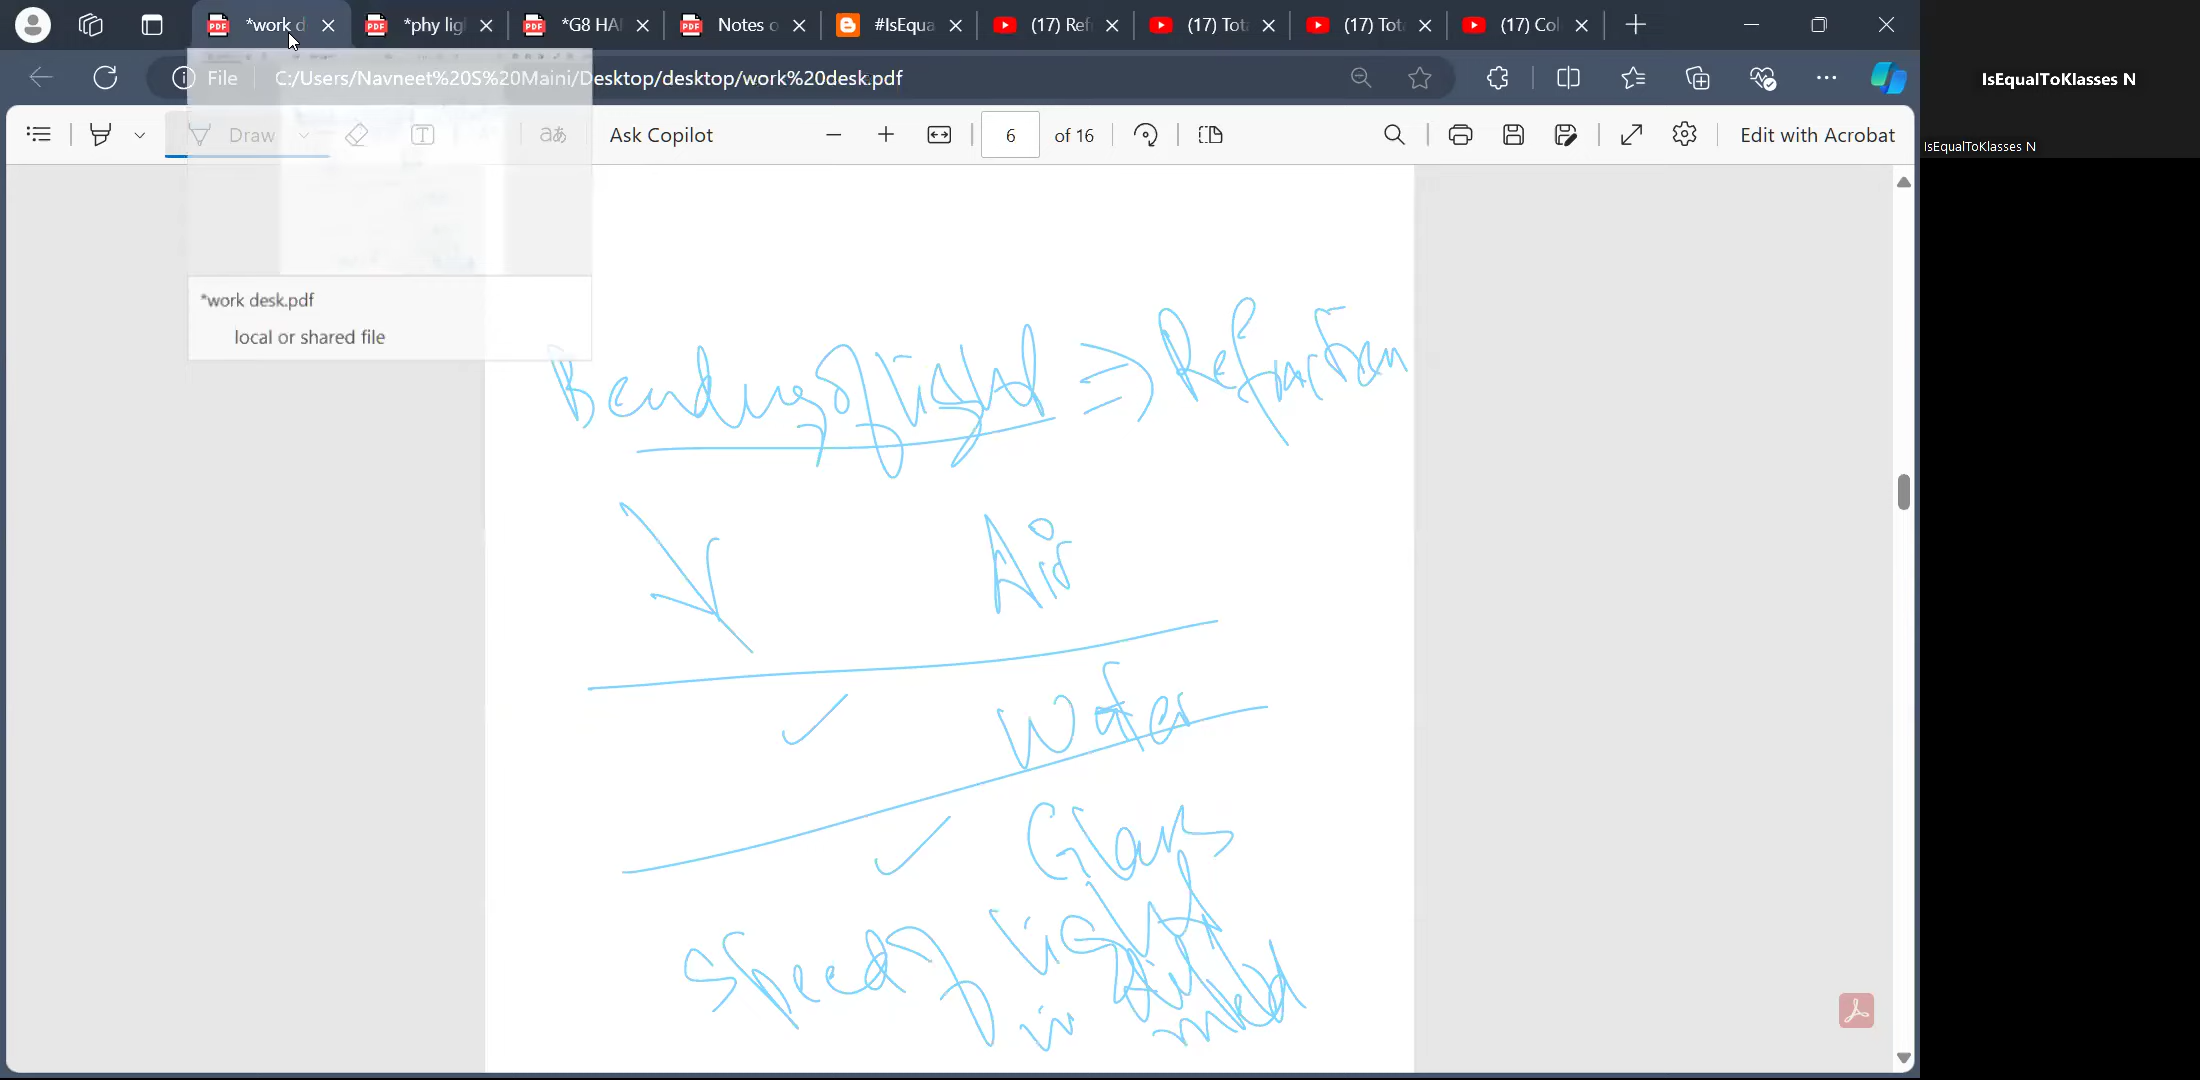 *work d
*phy lig
*G8 HA
Notes o
#IsEqua
(17) Ref
(17) Tot
(17) Tot
(17) Col
File C:/Users/Navneet%20S%20Maini/Desktop/desktop/work%20desk.pdf
IsEqualToKlasses N
Draw
aあ
Ask Copilot
6 of 16
Edit with Acrobat
IsEqualToKlasses N
*work desk.pdf
local or shared file
Bending of light => Refraction
Air
Water
Glass
Speed of light
in